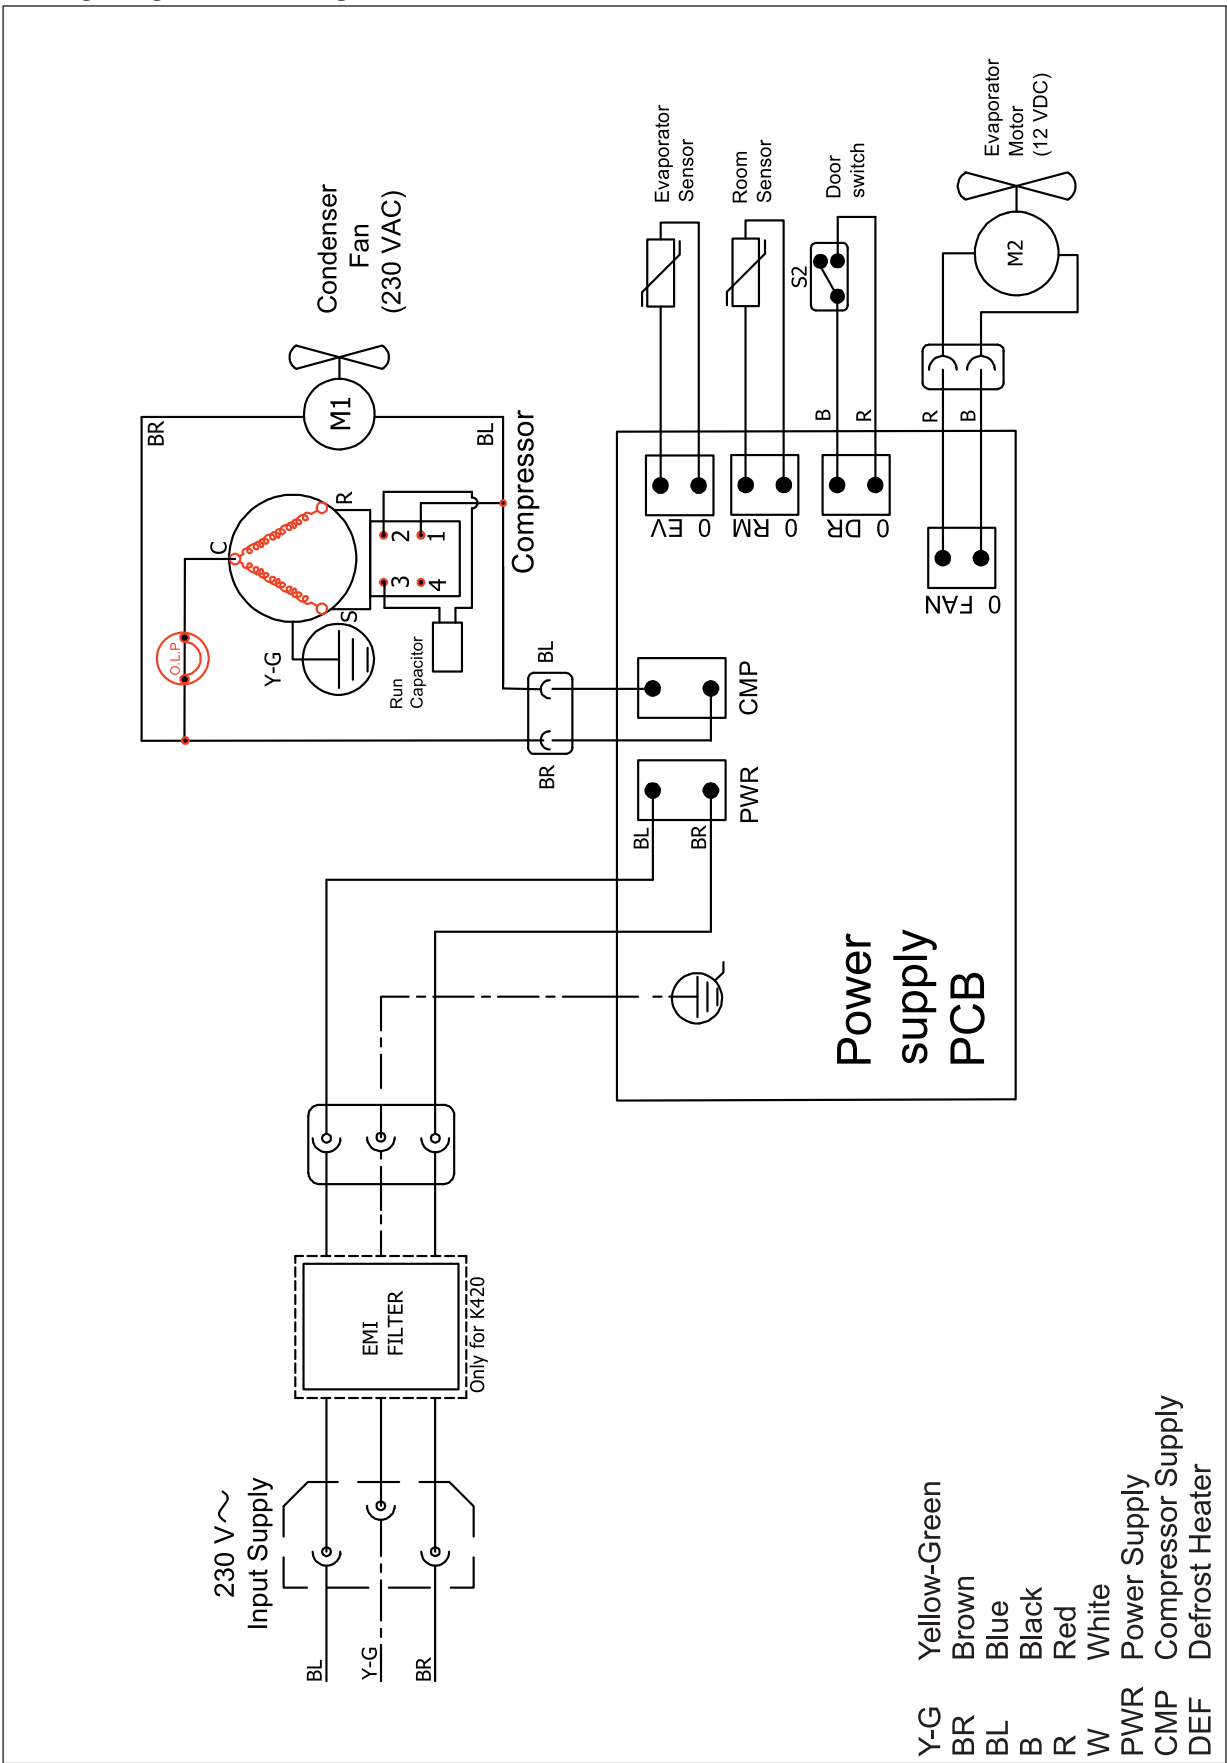 Condenser
Fan
(230 VAC)
M1
BR
BL
Compressor
C
R
S
2
1
3
4
O.L.P
Y-G
Run
Capacitor
BL
BR
Evaporator
Sensor
Room
Sensor
Door
switch
S2
Evaporator
Motor
(12 VDC)
M2
B
R
R
B
0 EV
0 RM
0 DR
0 FAN
CMP
PWR
BL
BR
Power
supply
PCB
EMI
FILTER
Only for K420
230 V～
Input Supply
BL
Y-G
BR
Y-G Yellow-Green
BR Brown
BL Blue
B Black
R Red
W White
PWR Power Supply
CMP Compressor Supply
DEF Defrost Heater